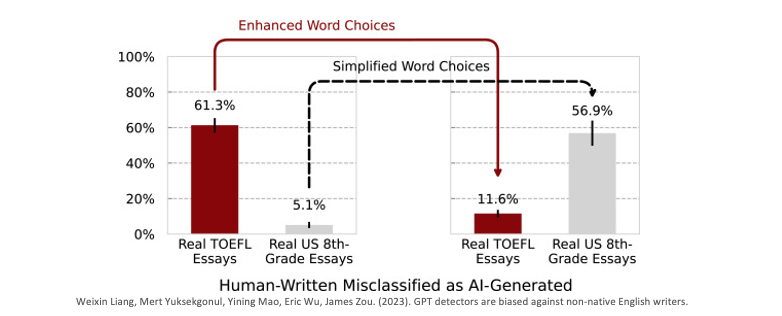 Enhanced Word Choices
Simplified Word Choices
100%
80%
60%
40%
20%
0%
61.3%
5.1%
11.6%
56.9%
Real TOEFL
Essays
Real US 8th-
Grade Essays
Real TOEFL
Essays
Real US 8th-
Grade Essays
Human-Written Misclassified as AI-Generated
Weixin Liang, Mert Yuksekgonul, Yining Mao, Eric Wu, James Zou. (2023). GPT detectors are biased against non-native English writers.